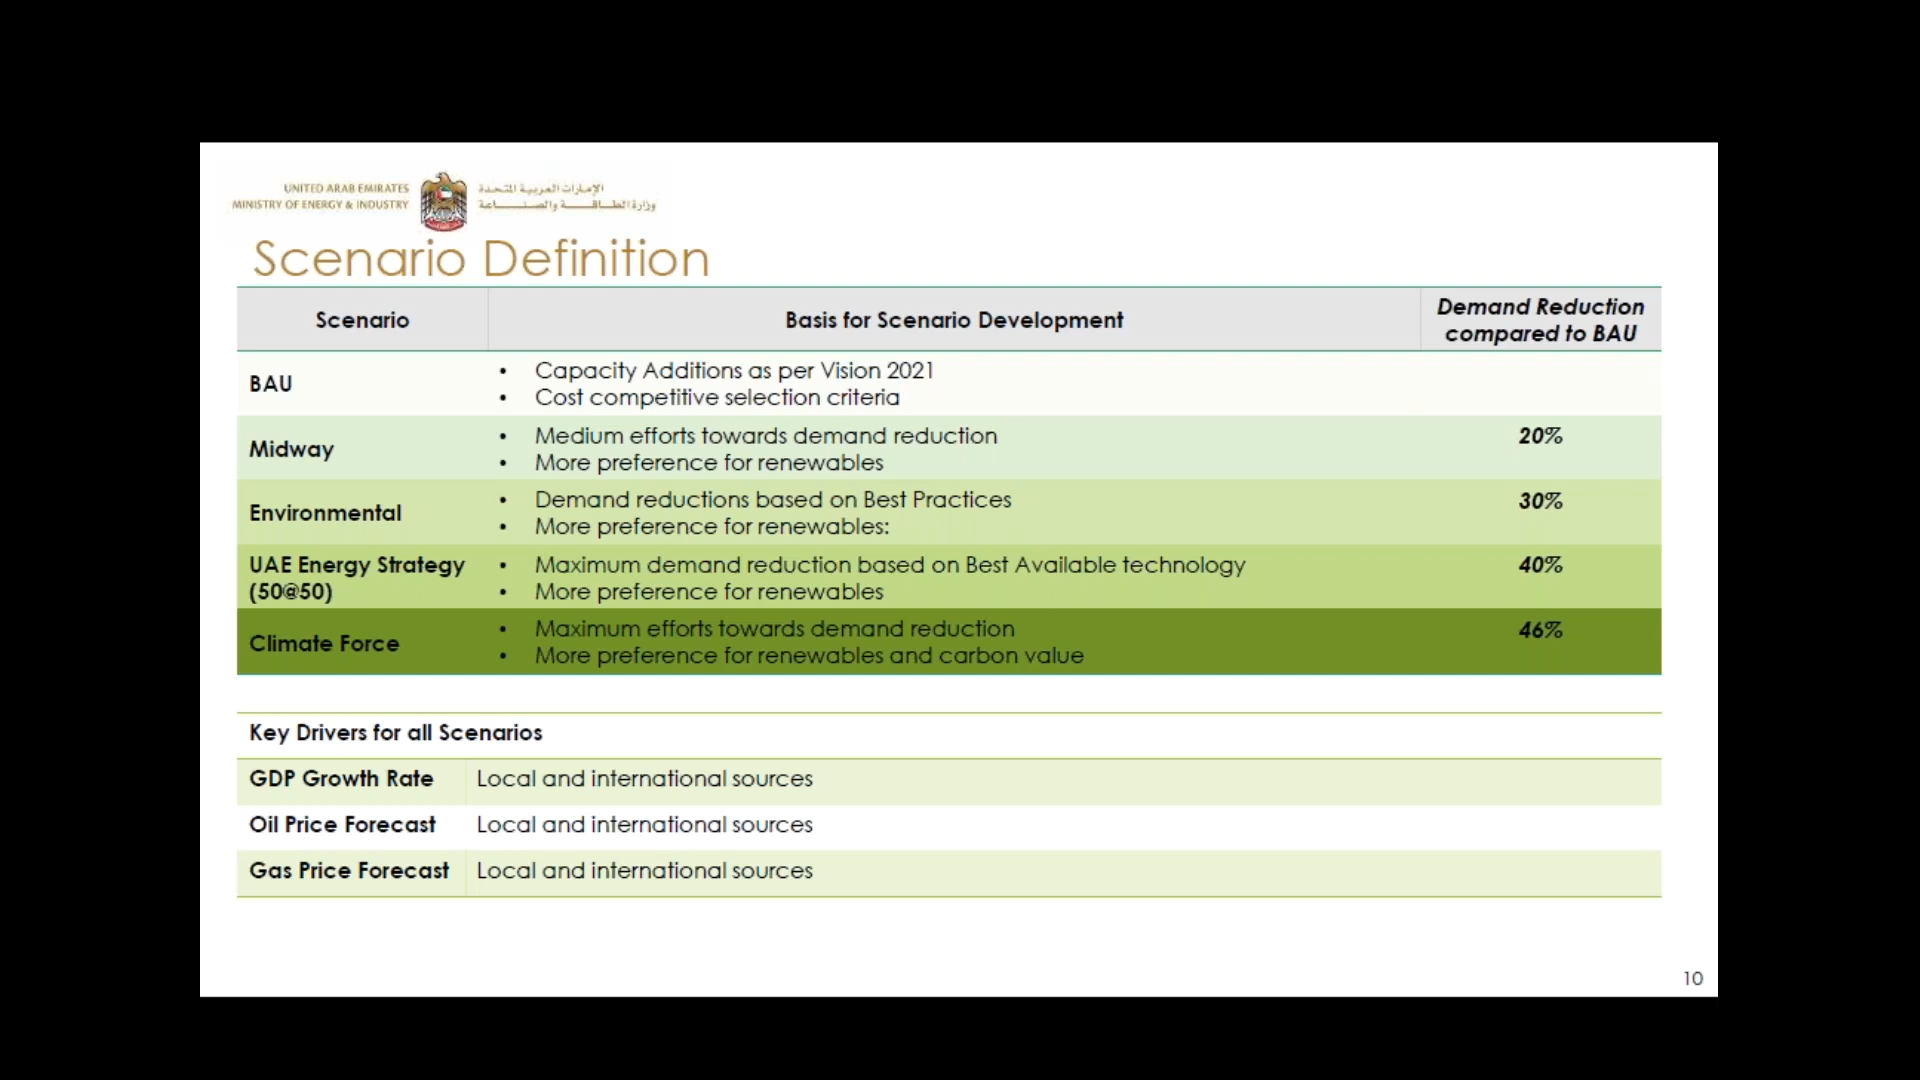 UNITED ARAB EMIRATES
MINISTRY OF ENERGY & INDUSTRY
الإمارات العربية المتحدة
وزارة الطاقة والصناعة
Scenario Definition
Scenario
Basis for Scenario Development
Demand Reduction
compared to BAU
BAU
• Capacity Additions as per Vision 2021
• Cost competitive selection criteria
Midway
• Medium efforts towards demand reduction
• More preference for renewables
20%
Environmental
• Demand reductions based on Best Practices
• More preference for renewables:
30%
UAE Energy Strategy
(50@50)
• Maximum demand reduction based on Best Available technology
• More preference for renewables
40%
Climate Force
• Maximum efforts towards demand reduction
• More preference for renewables and carbon value
46%
Key Drivers for all Scenarios
GDP Growth Rate
Local and international sources
Oil Price Forecast
Local and international sources
Gas Price Forecast
Local and international sources
10